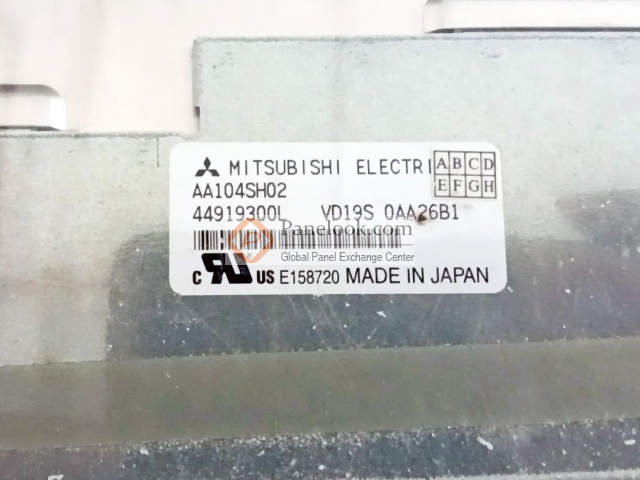 MITSUBISHI ELECTRI
ABCD
EFGH
AA104SH02
44919300L VD19S 0AA26B1
Panelook.com
Global Panel Exchange Center
c RU US E158720 MADE IN JAPAN